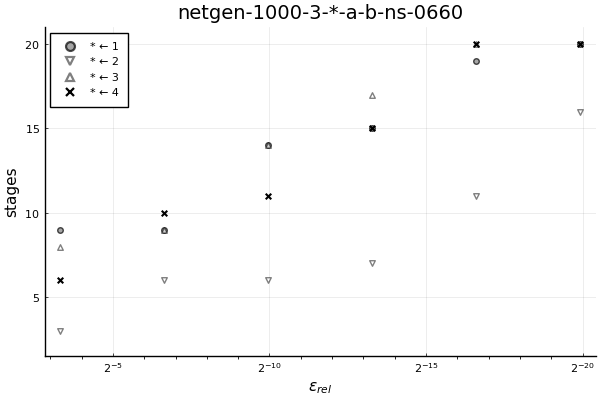 netgen-1000-3-*-a-b-ns-0660
* ← 1
* ← 2
* ← 3
* ← 4
20
15
10
5
stages
2⁻⁵
2⁻¹⁰
2⁻¹⁵
2⁻²⁰
ε_rel